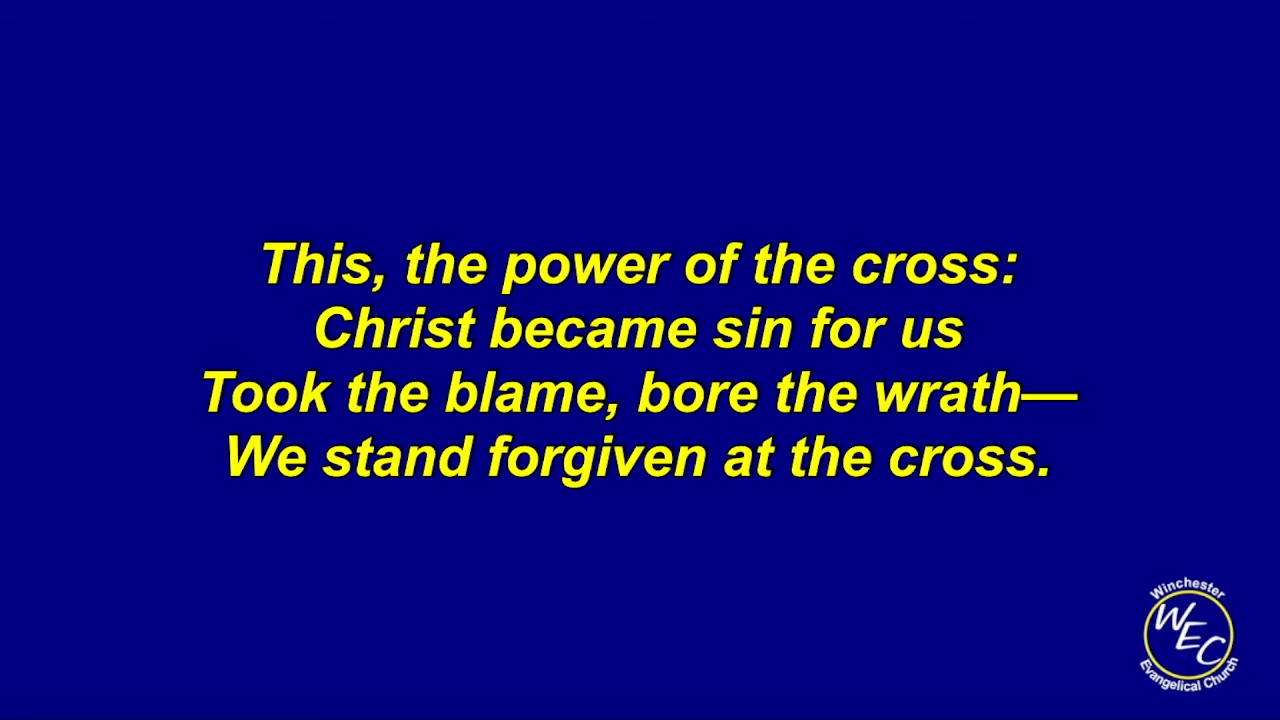 This, the power of the cross:
Christ became sin for us
Took the blame, bore the wrath—
We stand forgiven at the cross.
Winchester
WEC
Evangelical Church